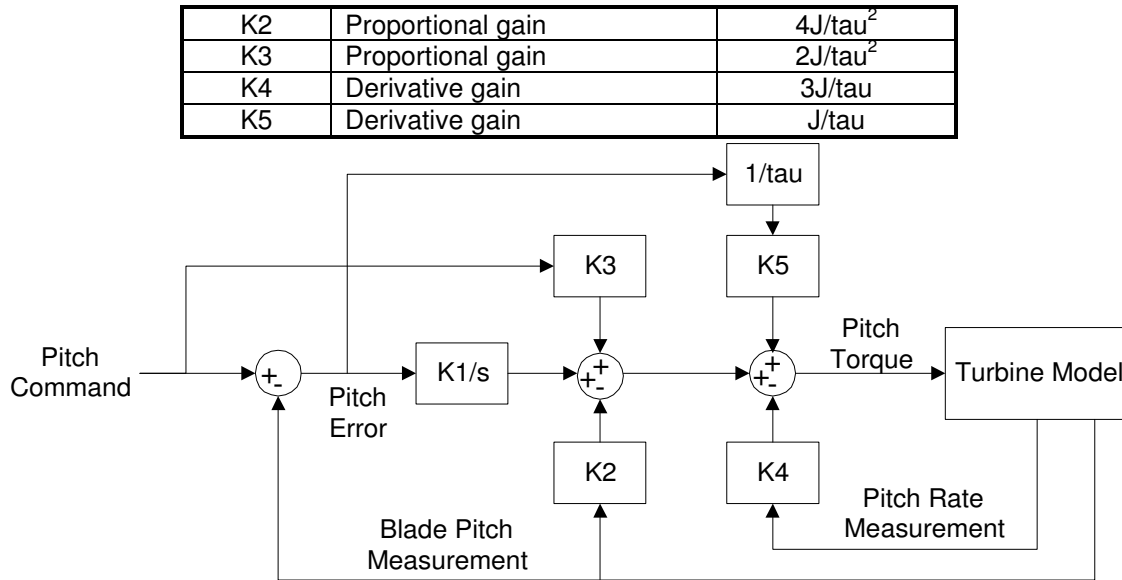 K2 Proportional gain 4J/tau²
K3 Proportional gain 2J/tau²
K4 Derivative gain 3J/tau
K5 Derivative gain J/tau
1/tau
K3
K5
Pitch
Command
+
-
Pitch
Error
K1/s
+
+
-
+
+
-
Pitch
Torque
Turbine Model
K2
K4
Blade Pitch
Measurement
Pitch Rate
Measurement